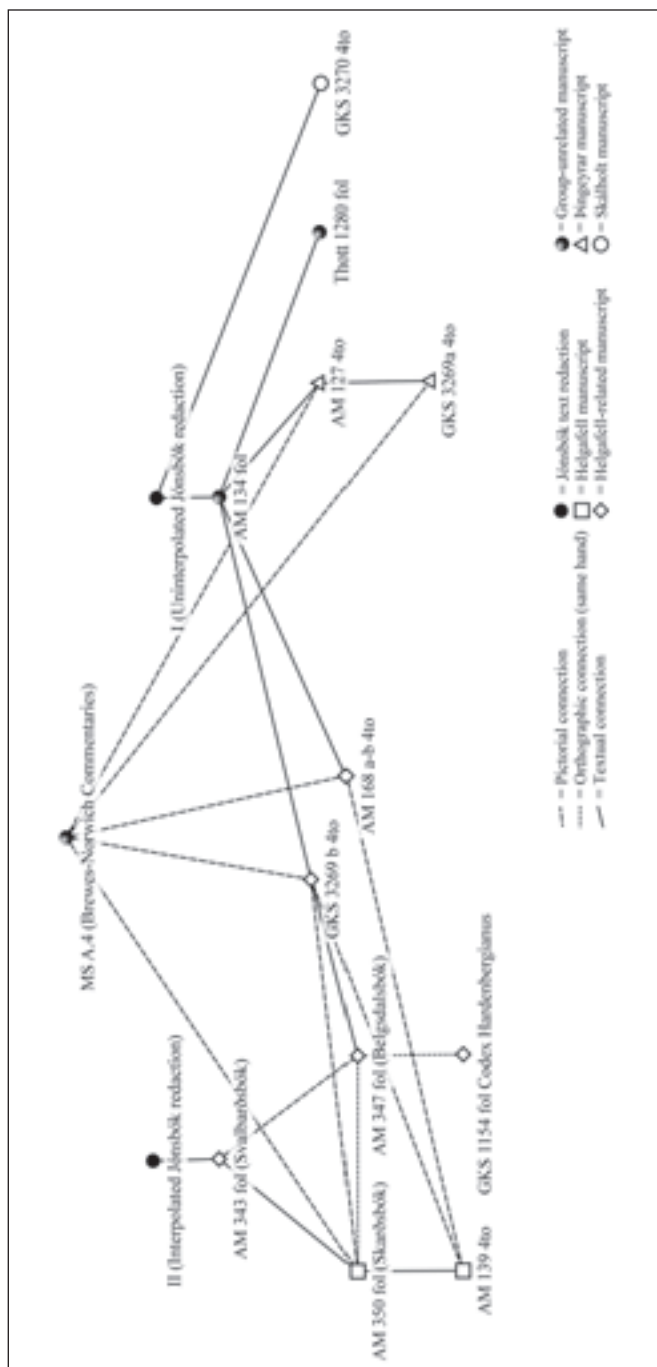 MS A.4 (Brewes-Norwich Commentaries)
II (Interpolated Jónsbók redaction)
I (Uninterpolated Jónsbók redaction)
AM 343 fol (Svalbarðsbók)
AM 134 fol
GKS 3269 b 4to
AM 168 a-b 4to
AM 127 4to
Thott 1280 fol
GKS 3270 4to
AM 350 fol (Skarðsbók)
AM 347 fol (Belgsdalsbók)
GKS 3269a 4to
AM 139 4to
GKS 1154 fol Codex Hardenbergianus
= Pictorial connection
= Orthographic connection (same hand)
= Textual connection
= Jónsbók text redaction
= Helgafell manuscript
= Helgafell-related manuscript
= Group-unrelated manuscript
= Þingeyrar manuscript
= Skálholt manuscript